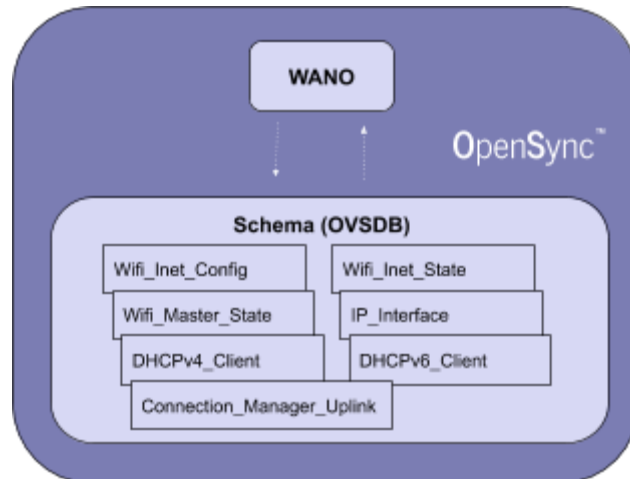 WANO
OpenSync™
Schema (OVSDB)
Wifi_Inet_Config
Wifi_Inet_State
Wifi_Master_State
IP_Interface
DHCPv4_Client
DHCPv6_Client
Connection_Manager_Uplink